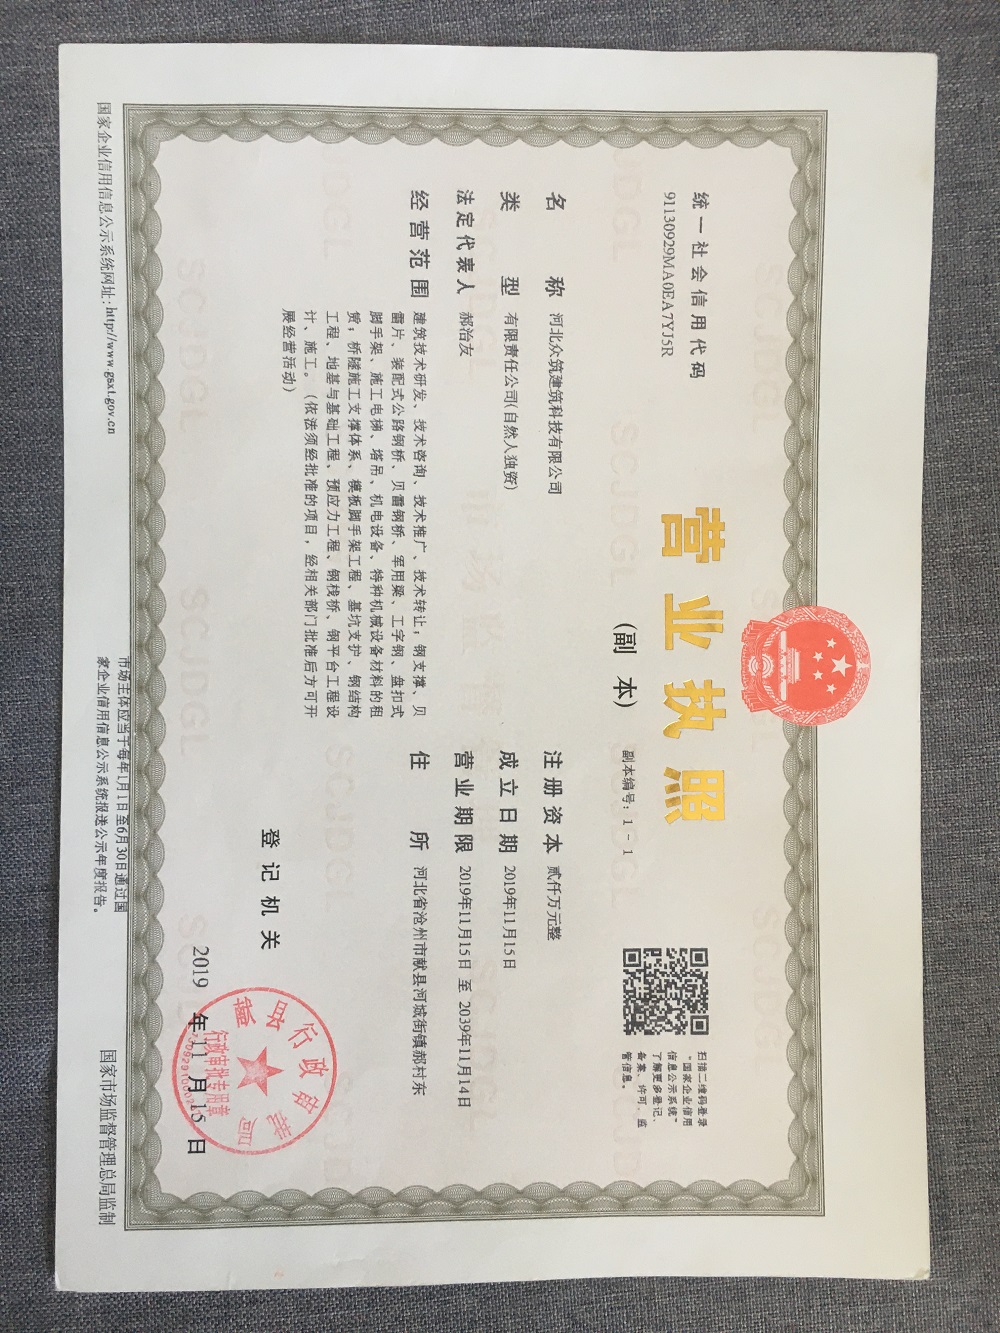 营业执照
(副 本)
副本编号：1 - 1
统一社会信用代码
91130929MA0EA7YJ5R
扫描二维码登录
“国家企业信用
信息公示系统”
了解更多登记、
备案、许可、监
管信息。
名 称 河北众筑建筑科技有限公司
类 型 有限责任公司(自然人独资)
法定代表人 郝治友
经营范围 建筑技术研发、技术咨询、技术推广、技术转让；钢支撑、贝
雷片、装配式公路钢桥、贝雷钢桥、军用梁、工字钢、盘扣式
脚手架、施工电梯、塔吊、机电设备、特种机械设备材料的租
赁；桥隧施工支撑体系、模板脚手架工程、基坑支护、钢结构
工程、地基与基础工程、预应力工程、钢栈桥、钢平台工程设
计、施工。（依法须经批准的项目，经相关部门批准后方可开
展经营活动）
注册资本 贰仟万元整
成立日期 2019年11月15日
营业期限 2019年11月15日 至 2039年11月14日
住 所 河北省沧州市献县河城街镇郝村东
登记机关
献县行政审批局
行政审批专用章
2019 年 11 月 15 日
国家企业信用信息公示系统网址：http://www.gsxt.gov.cn
市场主体应当于每年1月1日至6月30日通过国
家企业信用信息公示系统报送公示年度报告。
国家市场监督管理总局监制